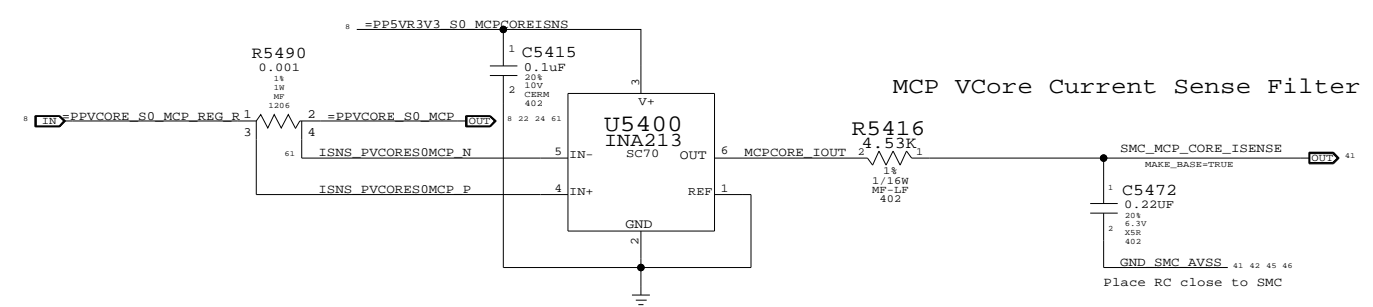 8 =PP5VR3V3_S0_MCPCOREISNS
R5490
0.001
1%
1W
MF
1206
1 C5415
0.1uF
20%
10V
2 CERM
402
3
MCP VCore Current Sense Filter
8 IN =PPVCORE_S0_MCP_REG_R 1
2 =PPVCORE_S0_MCP OUT 8 22 24 61
3 4
V+
U5400
INA213
SC70
61 ISNS_PVCORES0MCP_N 5 IN-
OUT 6 MCPCORE_IOUT
R5416
2 4.53K 1
1%
1/16W
MF-LF
402
SMC_MCP_CORE_ISENSE OUT 41
MAKE_BASE=TRUE
ISNS_PVCORES0MCP_P 4 IN+
REF 1
GND
2
1 C5472
0.22UF
20%
6.3V
2 X5R
402
GND_SMC_AVSS 41 42 45 46
Place RC close to SMC